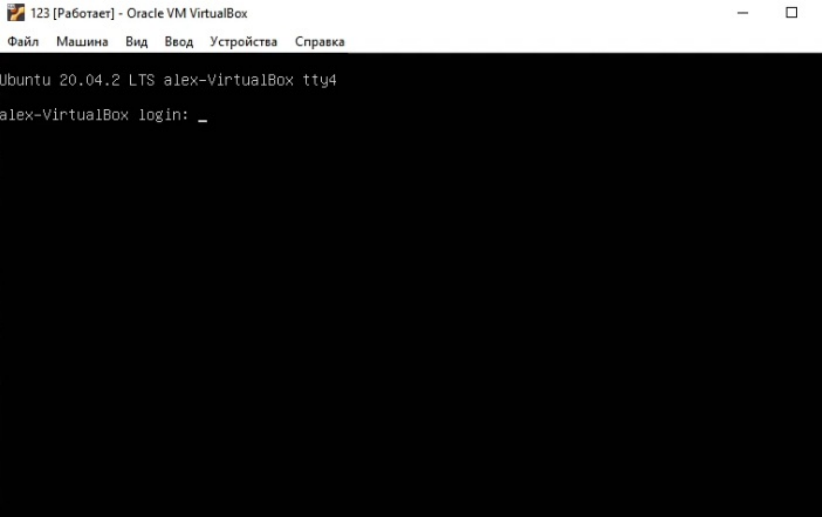 123 [Работает] - Oracle VM VirtualBox
Файл Машина Вид Ввод Устройства Справка
Ubuntu 20.04.2 LTS alex-VirtualBox tty4
alex-VirtualBox login: _